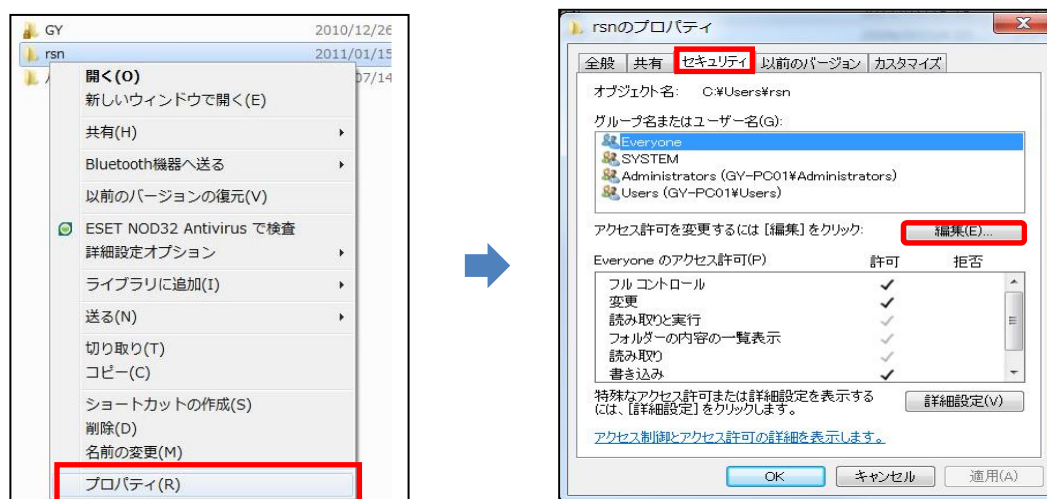 GY 2010/12/26
rsn 2011/01/15
開く(O)
07/14
新しいウィンドウで開く(E)
共有(H)
Bluetooth機器へ送る
以前のバージョンの復元(V)
ESET NOD32 Antivirus で検査
詳細設定オプション
ライブラリに追加(I)
送る(N)
切り取り(T)
コピー(C)
ショートカットの作成(S)
削除(D)
名前の変更(M)
プロパティ(R)
rsnのプロパティ
全般 共有 セキュリティ 以前のバージョン カスタマイズ
オブジェクト名: C:¥Users¥rsn
グループ名またはユーザー名(G):
Everyone
SYSTEM
Administrators (GY-PC01¥Administrators)
Users (GY-PC01¥Users)
アクセス許可を変更するには [編集] をクリック: 編集(E)...
Everyone のアクセス許可(P) 許可 拒否
フル コントロール
変更
読み取りと実行
フォルダーの内容の一覧表示
読み取り
書き込み
特殊なアクセス許可または詳細設定を表示する
には、[詳細設定] をクリックします。 詳細設定(V)
アクセス制御とアクセス許可の詳細を表示します。
OK キャンセル 適用(A)